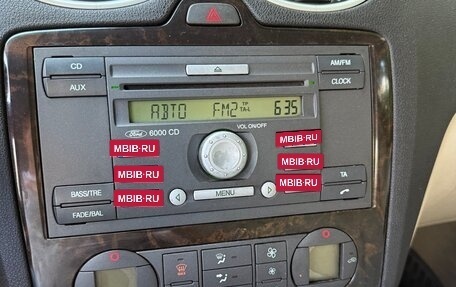 CD
AM/FM
AUX
CLOCK
АВТО FM2 T/P TA-L 6:35
Ford 6000 CD
VOL ON/OFF
MBIB·RU
MBIB·RU
MBIB·RU
MBIB·RU
MBIB·RU
MBIB·RU
BASS/TRE
MENU
TA
FADE/BAL